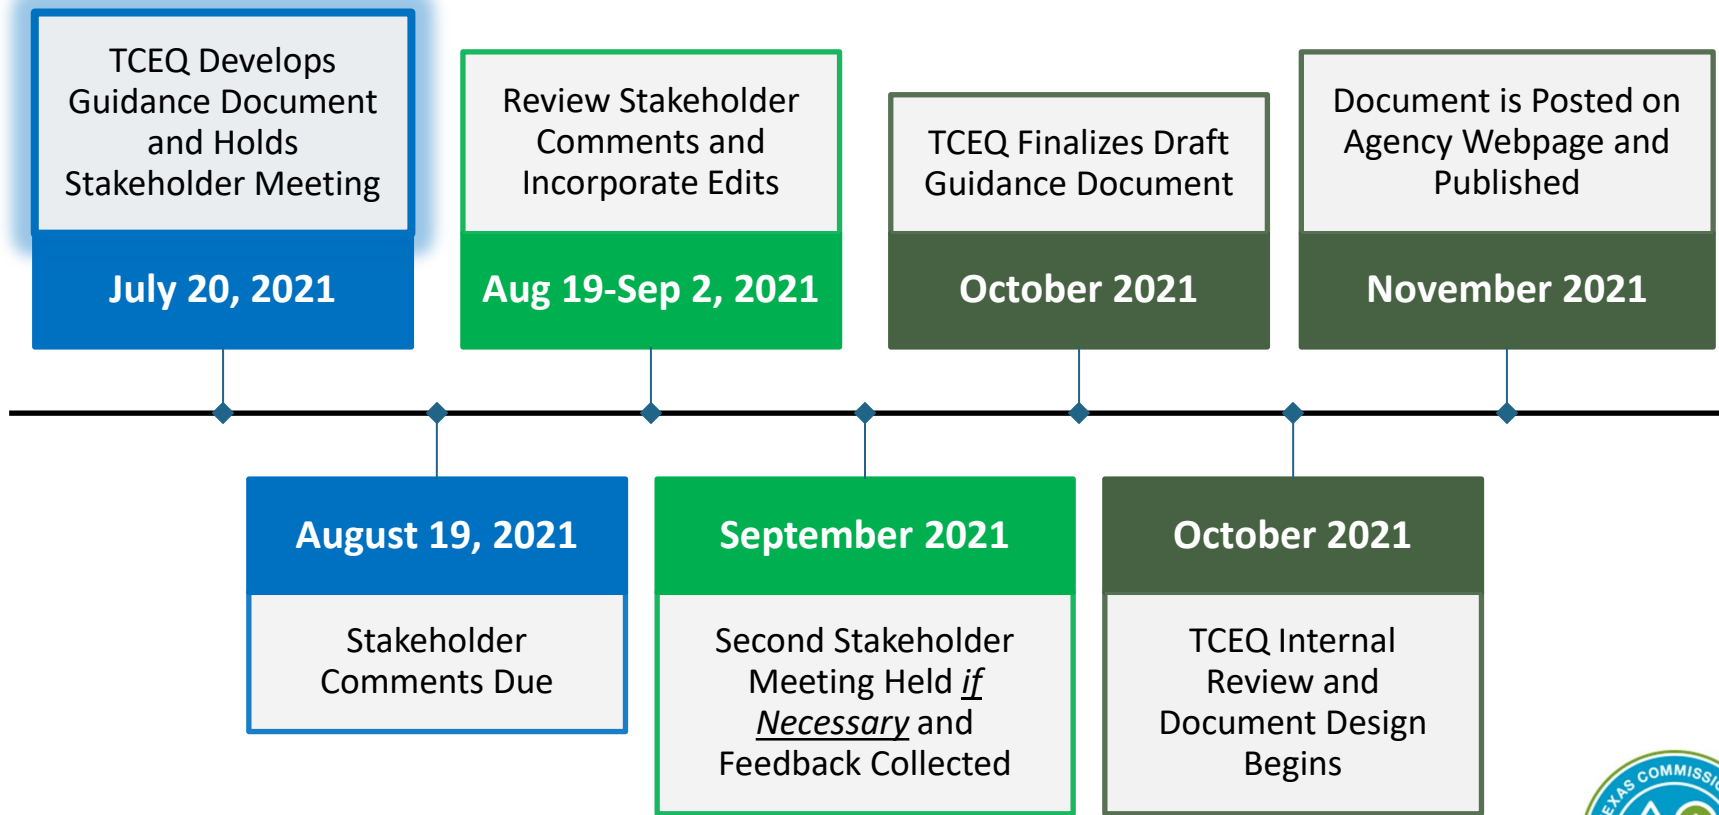 TCEQ Develops
Guidance Document
and Holds
Stakeholder Meeting
July 20, 2021
Review Stakeholder
Comments and
Incorporate Edits
Aug 19-Sep 2, 2021
TCEQ Finalizes Draft
Guidance Document
October 2021
Document is Posted on
Agency Webpage and
Published
November 2021
August 19, 2021
Stakeholder
Comments Due
September 2021
Second Stakeholder
Meeting Held if
Necessary and
Feedback Collected
October 2021
TCEQ Internal
Review and
Document Design
Begins